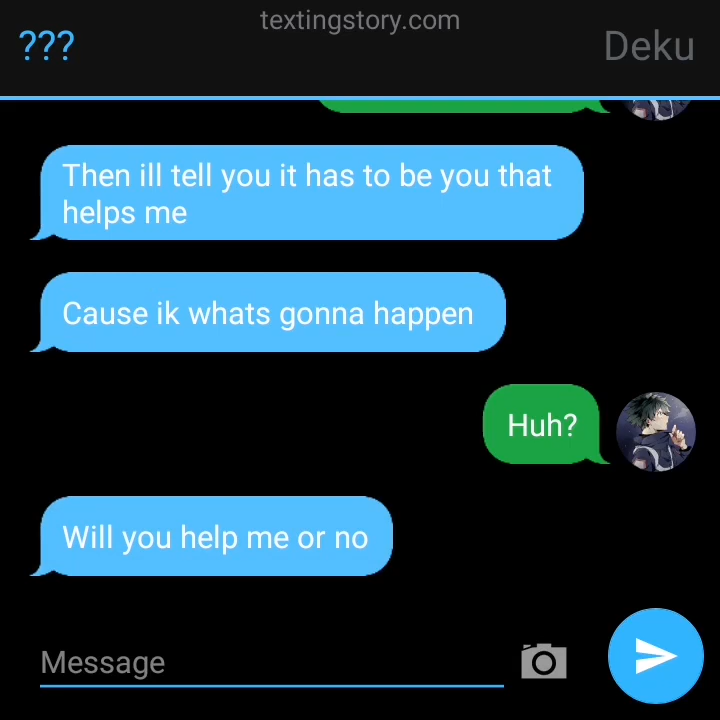 textingstory.com
???
Deku
Then ill tell you it has to be you that
helps me
Cause ik whats gonna happen
Huh?
Will you help me or no
Message